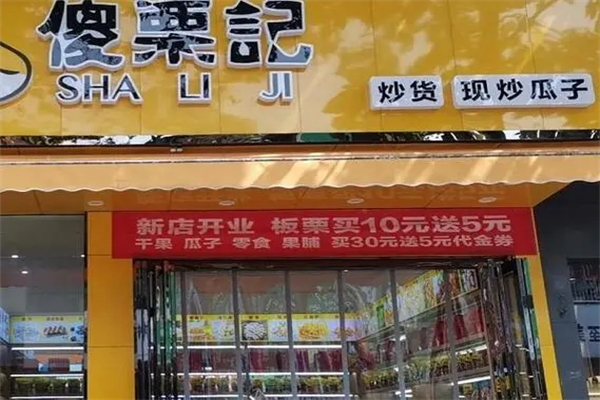 傻栗記
SHA LI JI
炒货 现炒瓜子
新店开业 板栗买10元送5元
干果 瓜子 零食 果脯 买30元送5元代金券